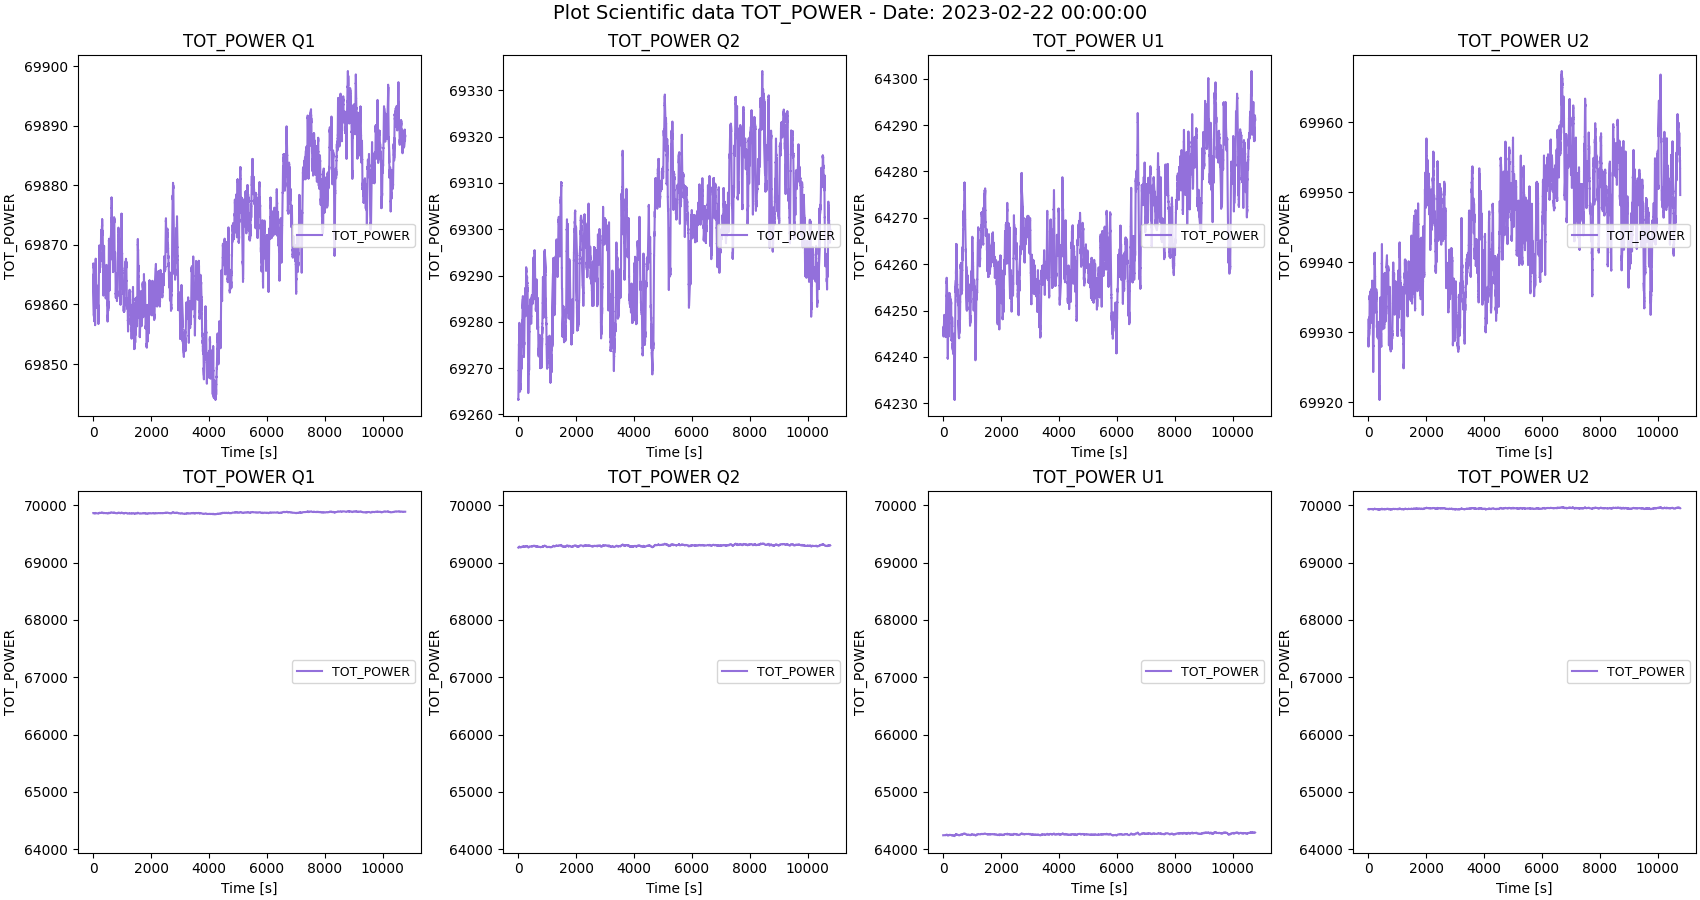 Plot Scientific data TOT_POWER - Date: 2023-02-22 00:00:00
TOT_POWER Q1
69900
69890
69880
69870
69860
69850
TOT_POWER
0 2000 4000 6000 8000 10000
Time [s]
TOT_POWER
TOT_POWER Q2
69330
69320
69310
69300
69290
69280
69270
69260
TOT_POWER
0 2000 4000 6000 8000 10000
Time [s]
TOT_POWER
TOT_POWER U1
64300
64290
64280
64270
64260
64250
64240
64230
TOT_POWER
0 2000 4000 6000 8000 10000
Time [s]
TOT_POWER
TOT_POWER U2
69960
69950
69940
69930
69920
TOT_POWER
0 2000 4000 6000 8000 10000
Time [s]
TOT_POWER
TOT_POWER Q1
70000
69000
68000
67000
66000
65000
64000
TOT_POWER
0 2000 4000 6000 8000 10000
Time [s]
TOT_POWER
TOT_POWER Q2
70000
69000
68000
67000
66000
65000
64000
TOT_POWER
0 2000 4000 6000 8000 10000
Time [s]
TOT_POWER
TOT_POWER U1
70000
69000
68000
67000
66000
65000
64000
TOT_POWER
0 2000 4000 6000 8000 10000
Time [s]
TOT_POWER
TOT_POWER U2
70000
69000
68000
67000
66000
65000
64000
TOT_POWER
0 2000 4000 6000 8000 10000
Time [s]
TOT_POWER